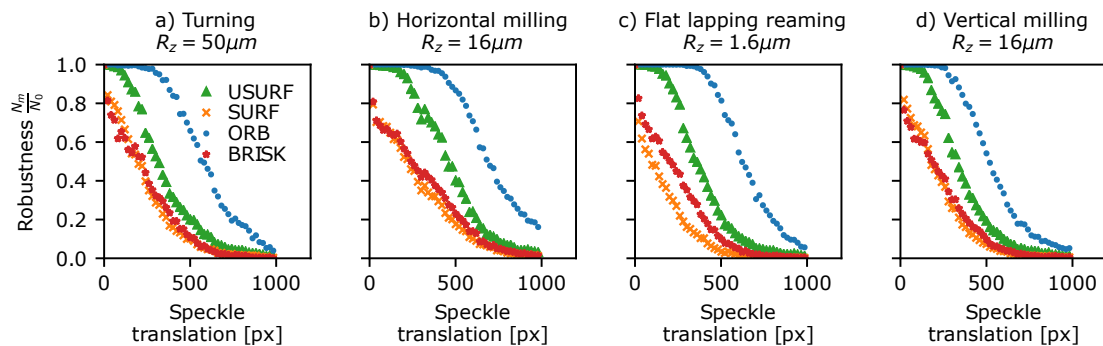 a) Turning
R_z = 50μm
b) Horizontal milling
R_z = 16μm
c) Flat lapping reaming
R_z = 1.6μm
d) Vertical milling
R_z = 16μm
Robustness N_m/N_0
1.0
0.8
0.6
0.4
0.2
0.0
USURF
SURF
ORB
BRISK
0 500 1000
0 500 1000
0 500 1000
0 500 1000
Speckle
translation [px]
Speckle
translation [px]
Speckle
translation [px]
Speckle
translation [px]